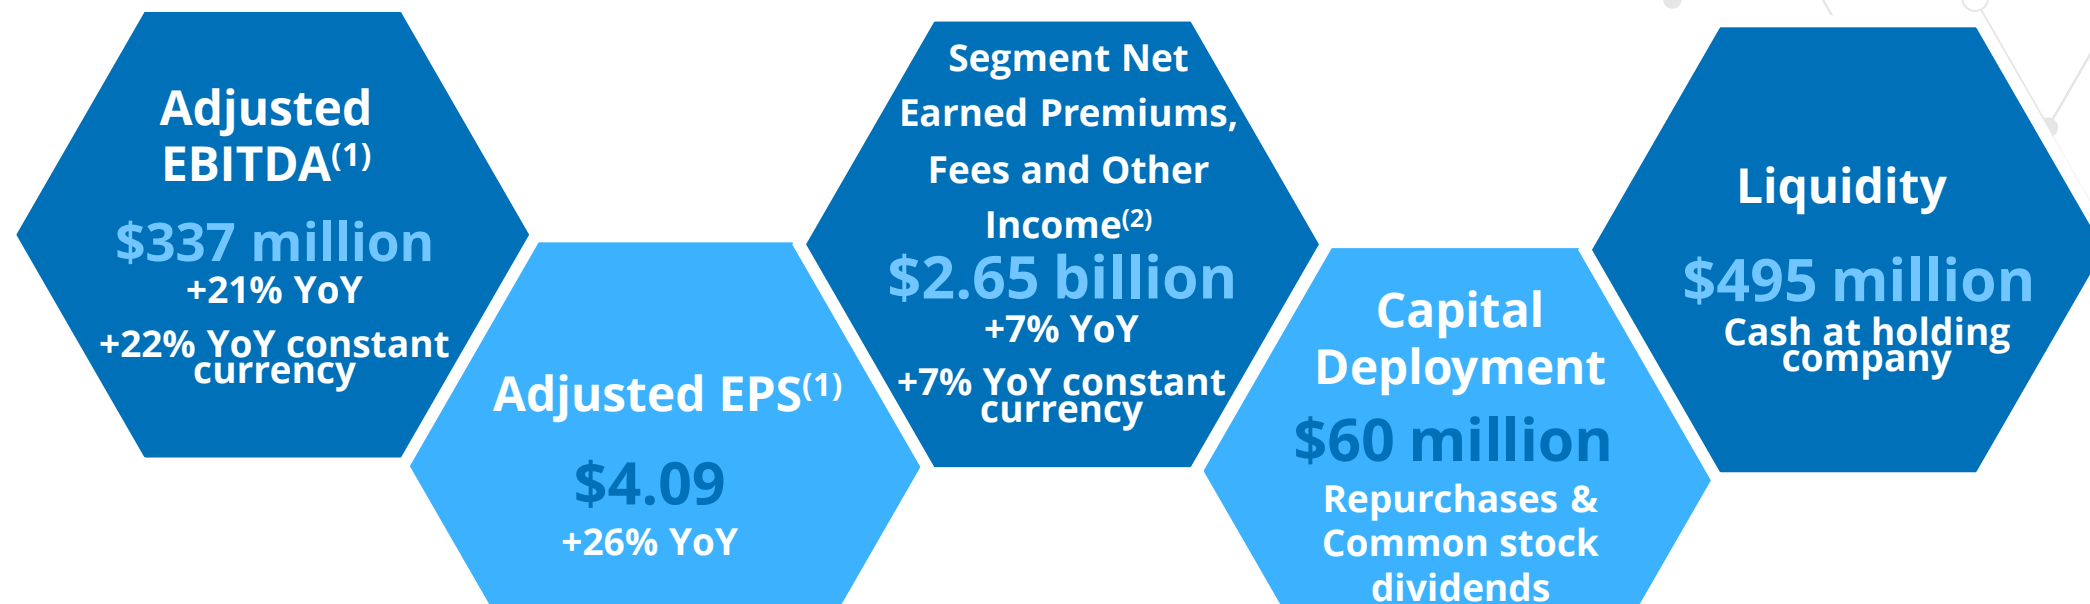 Adjusted
EBITDA(1)
$337 million
+21% YoY
+22% YoY constant
currency
Adjusted EPS(1)
$4.09
+26% YoY
Segment Net
Earned Premiums,
Fees and Other
Income(2)
$2.65 billion
+7% YoY
+7% YoY constant
currency
Capital
Deployment
$60 million
Repurchases &
Common stock
dividends
Liquidity
$495 million
Cash at holding
company